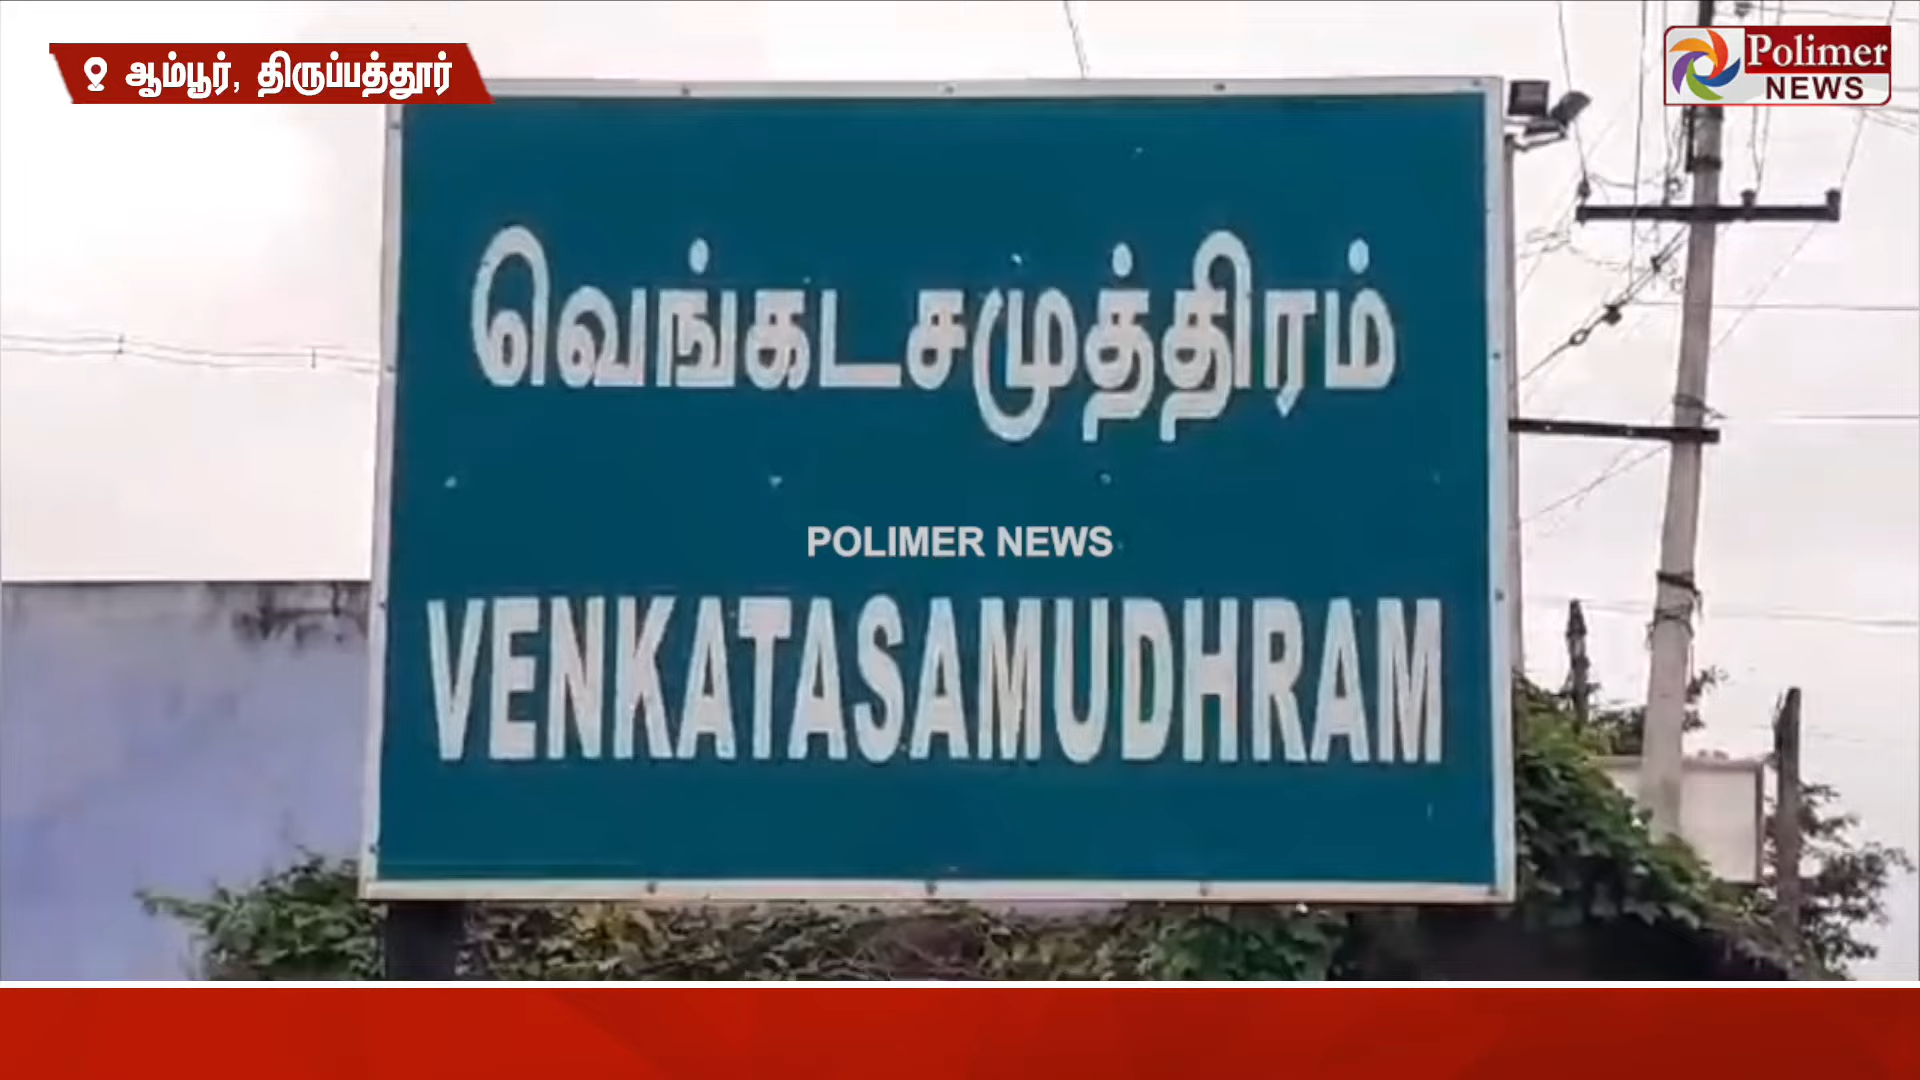 ஆம்பூர், திருப்பத்தூர்
Polimer
NEWS
வெங்கடசமுத்திரம்
POLIMER NEWS
VENKATASAMUDHRAM